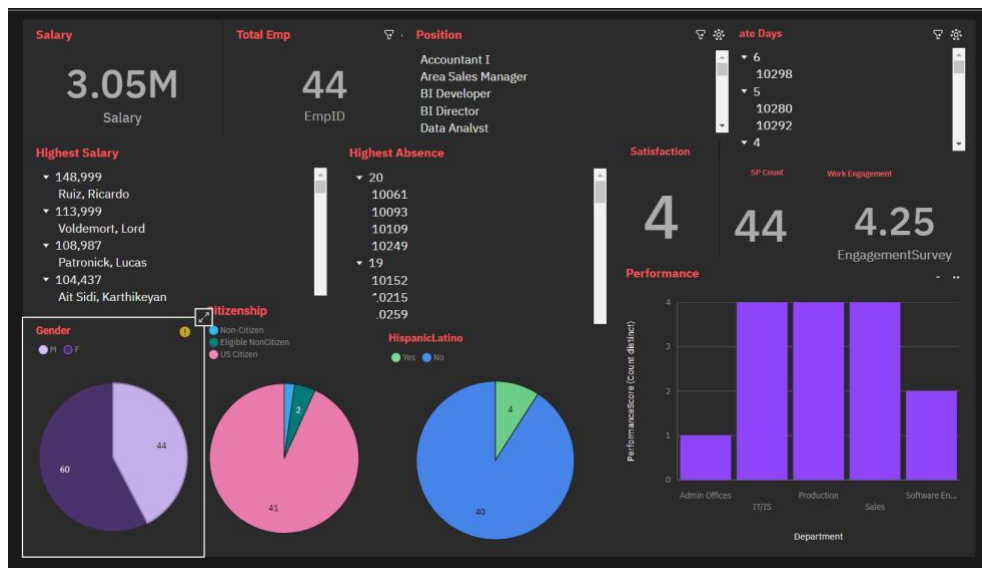 Salary
3.05M
Salary
Total Emp
44
EmpID
Position
Accountant I
Area Sales Manager
BI Developer
BI Director
Data Analyst
ate Days
6
10298
5
10280
10292
4
Highest Salary
148,999
Ruiz, Ricardo
113,999
Voldemort, Lord
108,987
Patronick, Lucas
104,437
Ait Sidi, Karthikeyan
Highest Absence
20
10061
10093
10109
10249
19
10152
0215
.0259
Satisfaction
4
SP Count
44
Work Engagement
4.25
EngagementSurvey
Gender
M F
44
60
Citizenship
Non-Citizen
Eligible NonCitizen
US Citizen
2
41
HispanicLatino
Yes No
4
40
Performance
PerformanceScore (Count distinct)
4
3
2
1
0
Admin Offices
IT/IS
Production
Sales
Software En...
Department